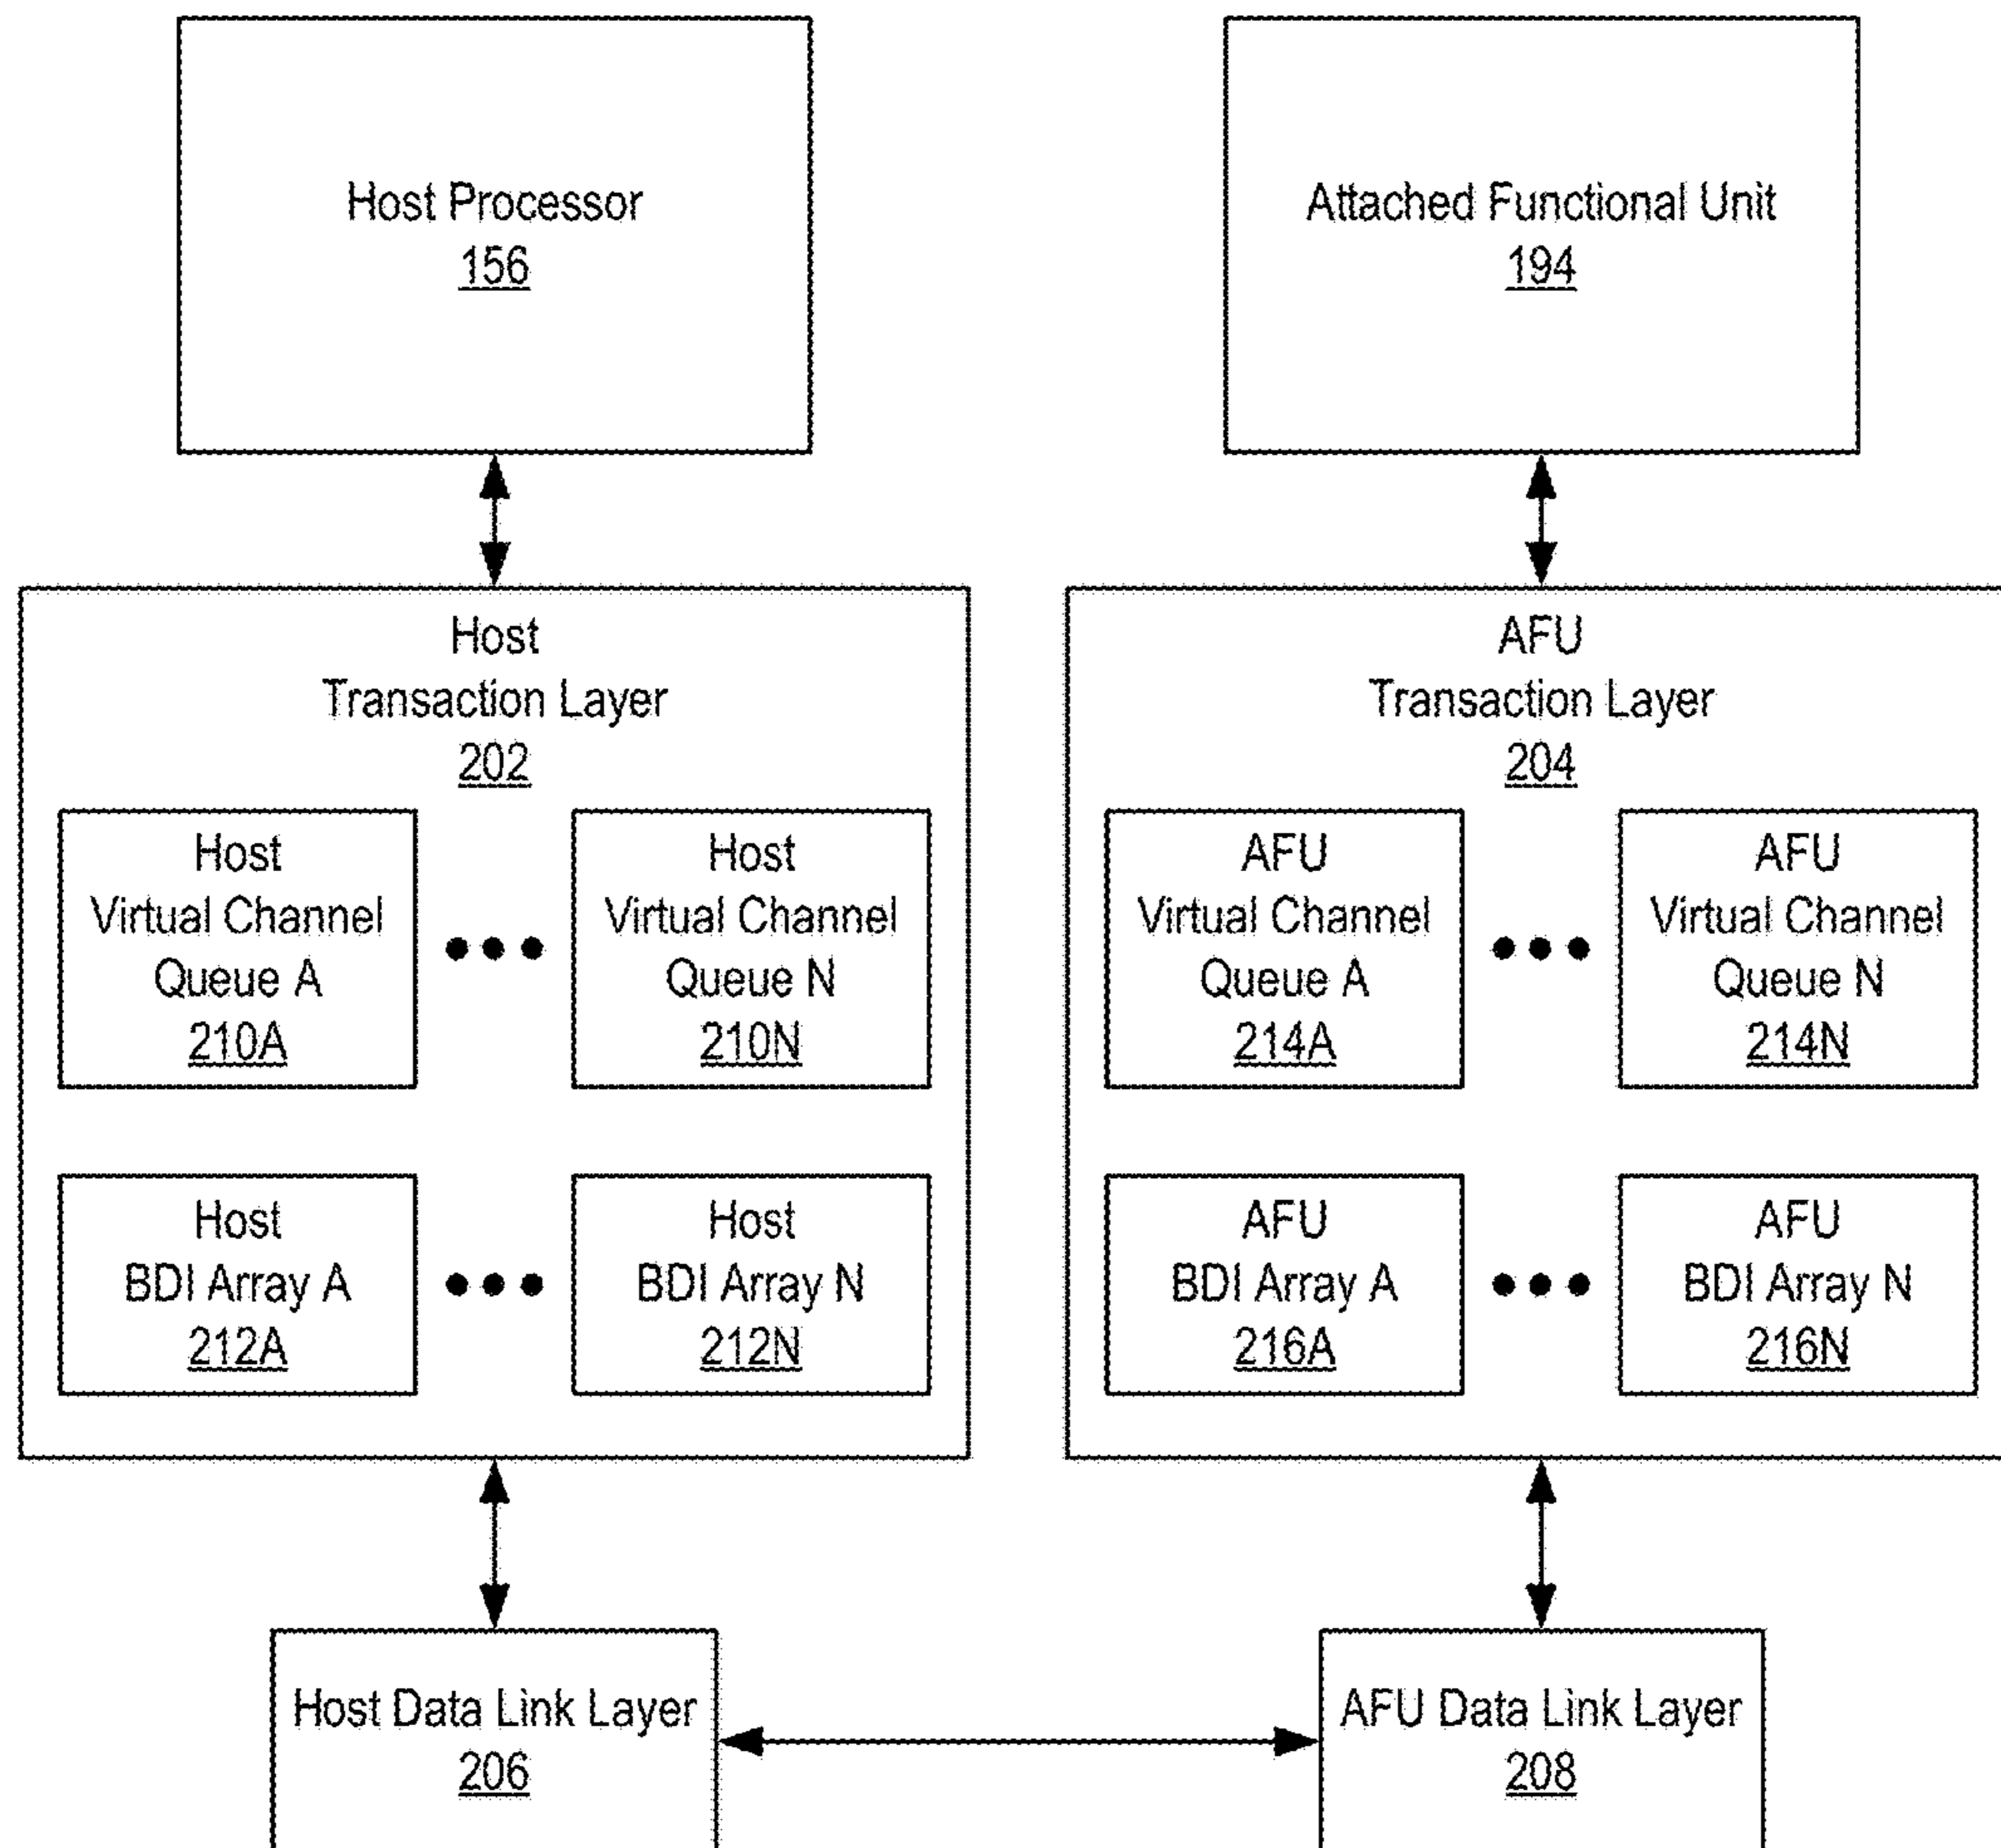 Host Processor
156
Attached Functional Unit
194
Host
Transaction Layer
202
Host
Virtual Channel
Queue A
210A
Host
Virtual Channel
Queue N
210N
Host
BDI Array A
212A
Host
BDI Array N
212N
AFU
Transaction Layer
204
AFU
Virtual Channel
Queue A
214A
AFU
Virtual Channel
Queue N
214N
AFU
BDI Array A
216A
AFU
BDI Array N
216N
Host Data Link Layer
206
AFU Data Link Layer
208